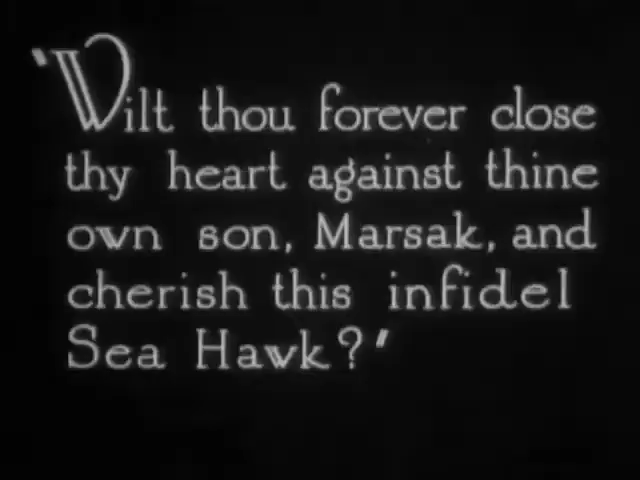 "Wilt thou forever close
thy heart against thine
own son, Marsak, and
cherish this infidel
Sea Hawk?"